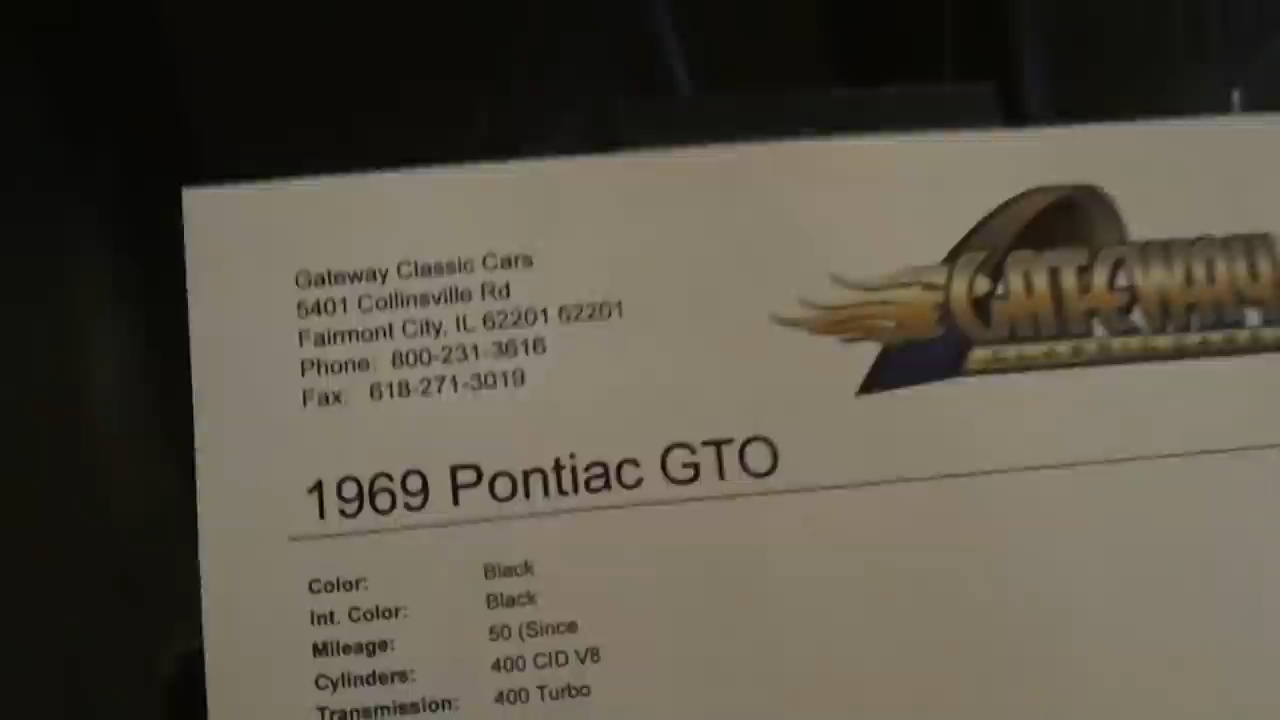 Gateway Classic Cars
5401 Collinsville Rd
Fairmont City, IL 62201 62201
Phone: 800-231-3616
Fax: 618-271-3019
GATEWAY
1969 Pontiac GTO
Color: Black
Int. Color: Black
Mileage: 50 (Since
Cylinders: 400 CID V8
Transmission: 400 Turbo